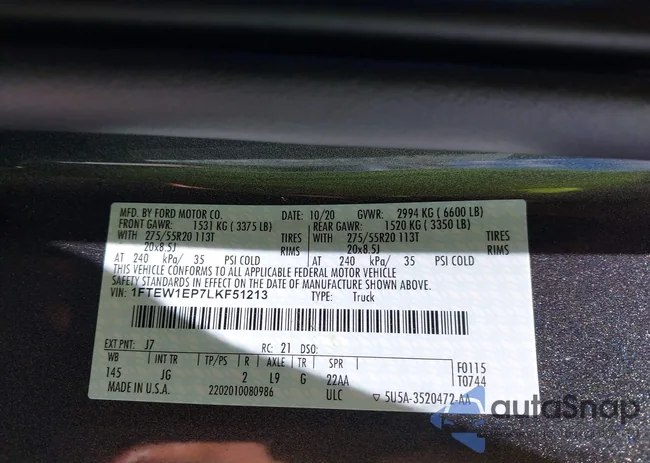 MFD. BY FORD MOTOR CO. DATE: 10/20 GVWR: 2994 KG ( 6600 LB)
FRONT GAWR: 1531 KG ( 3375 LB) REAR GAWR: 1520 KG ( 3350 LB)
WITH 275/55R20 113T TIRES WITH 275/55R20 113T TIRES
20x8.5J RIMS 20x8.5J RIMS
AT 240 kPa/ 35 PSI COLD AT 240 kPa/ 35 PSI COLD
THIS VEHICLE CONFORMS TO ALL APPLICABLE FEDERAL MOTOR VEHICLE
SAFETY STANDARDS IN EFFECT ON THE DATE OF MANUFACTURE SHOWN ABOVE.
VIN: 1FTEW1EP7LKF51213 TYPE: Truck
EXT PNT: J7 RC: 21 DSO:
WB INT TR TP/PS R AXLE TR SPR F0115
145 JG 2 L9 G 22AA T0744
MADE IN U.S.A. 2202010080986 ULC ▽ SU5A-3520472-AA
autoSnap